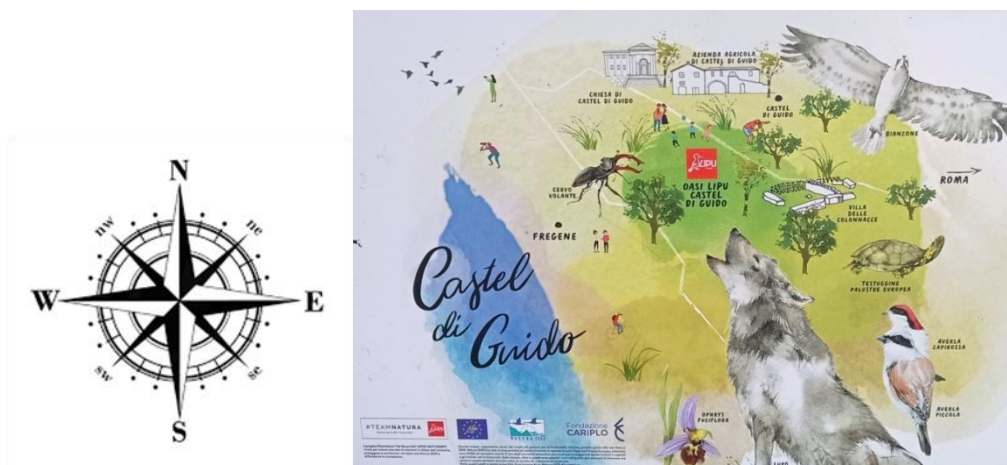 N
nw
ne
W
E
sw
se
S
AZIENDA AGRICOLA
DI CASTEL DI GUIDO
CHIESA DI
CASTEL DI GUIDO
CASTEL
DI GUIDO
BIANCONE
LIPU
OASI LIPU
CASTEL
DI GUIDO
ROMA
CERVO
VOLANTE
VILLA
DELLE
COLONNACCE
FREGENE
Castel
di
Guido
TESTUGGINE
PALUSTRE EUROPEA
AVERLA
CAPIROSSA
AVERLA
PICCOLA
OPHRYS
FUCIFLORA
#TEAMNATURA
LIPU
Fondazione
CARIPLO
LUPO